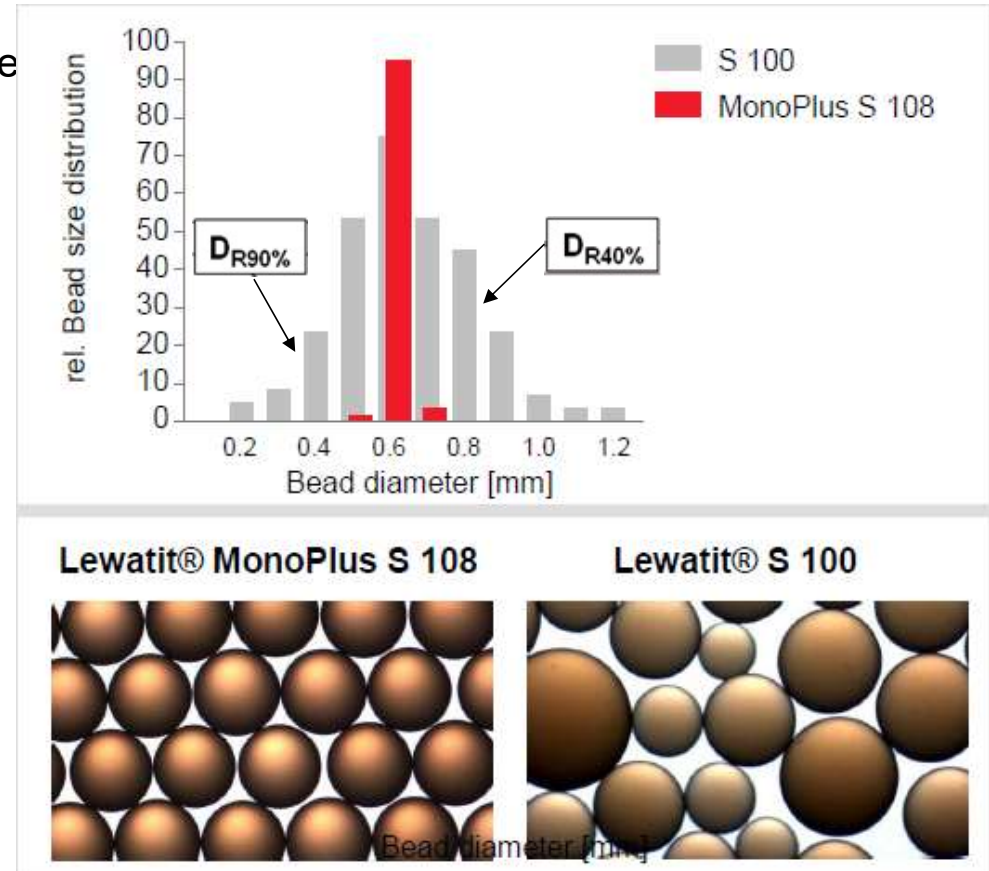 e
100
90
80
70
60
50
40
30
20
10
0
rel. Bead size distribution
S 100
MonoPlus S 108
DR90%
DR40%
0.2 0.4 0.6 0.8 1.0 1.2
Bead diameter [mm]
Lewatit® MonoPlus S 108
Lewatit® S 100
Bead diameter [mm]